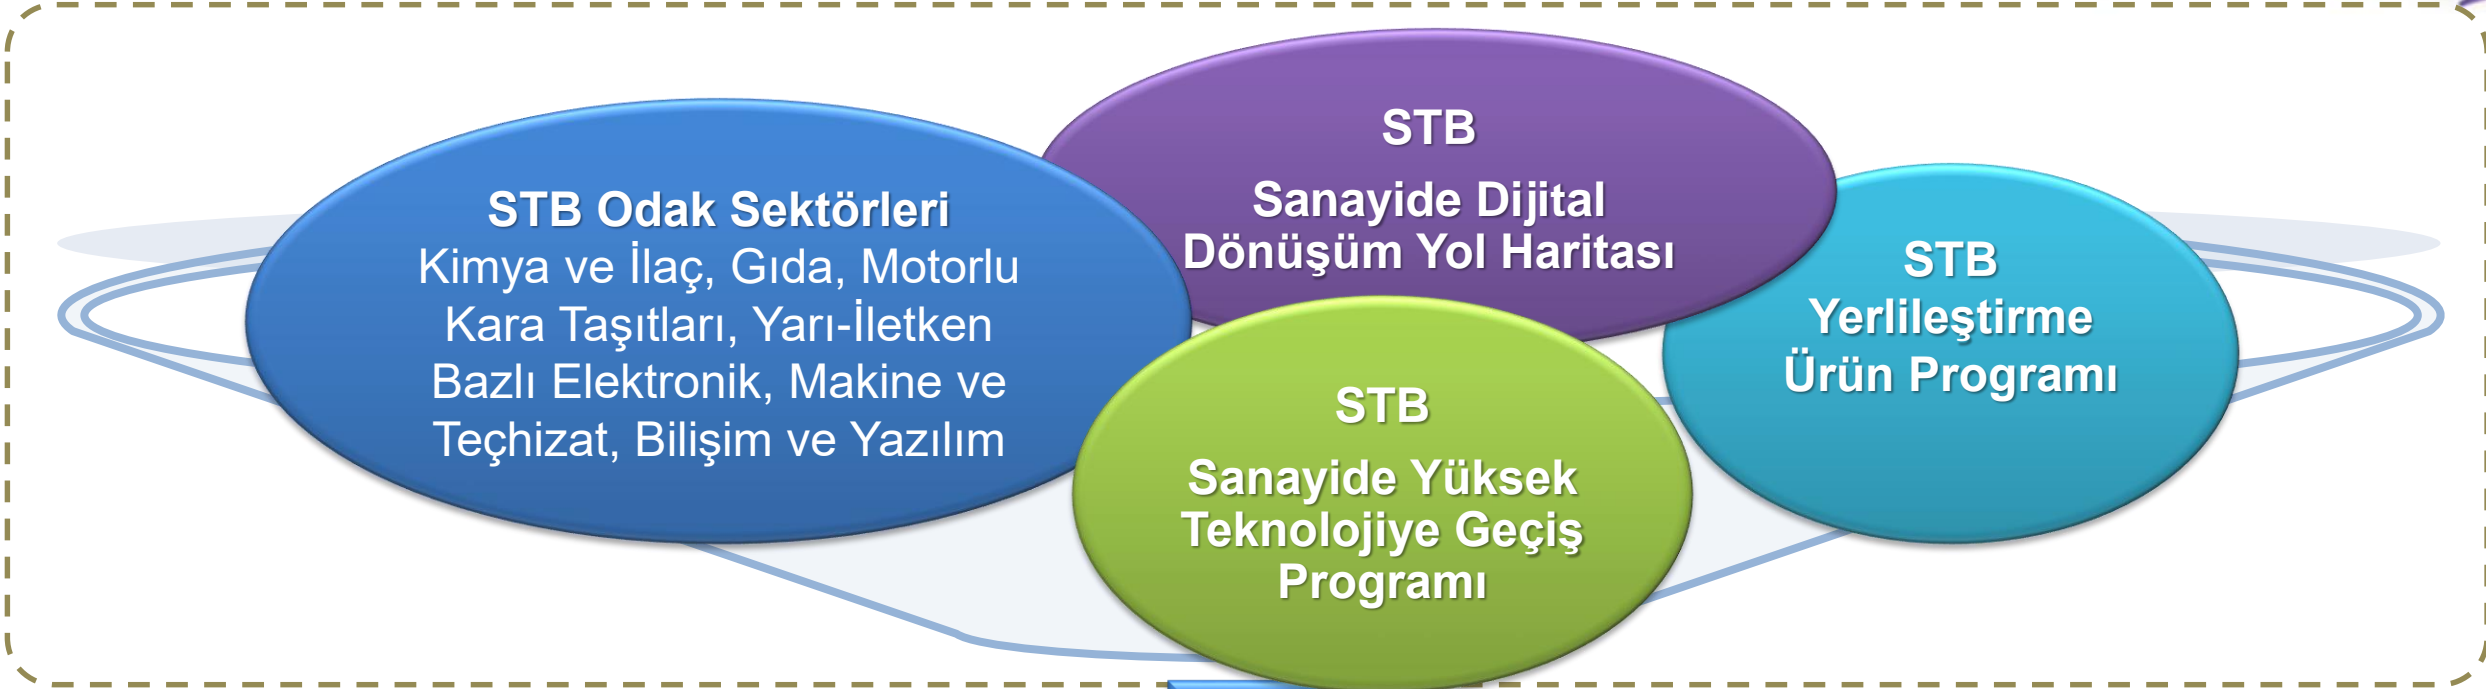 STB Odak Sektörleri
Kimya ve İlaç, Gıda, Motorlu
Kara Taşıtları, Yarı-İletken
Bazlı Elektronik, Makine ve
Teçhizat, Bilişim ve Yazılım
STB
Sanayide Dijital
Dönüşüm Yol Haritası
STB
Sanayide Yüksek
Teknolojiye Geçiş
Programı
STB
Yerlileştirme
Ürün Programı